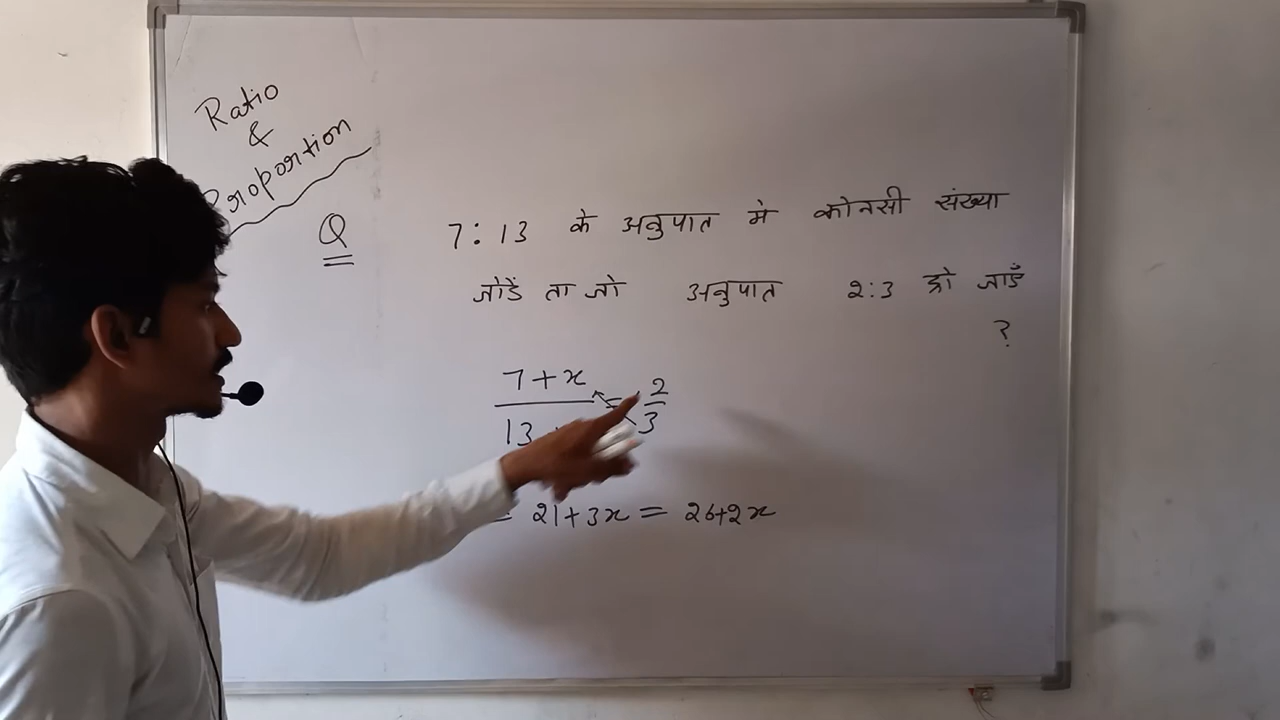 Ratio
&
Proportion
Q
7 : 13 के अनुपात मे कोनसी संख्या
जोडें ता जो अनुपात 2:3 हो जाएँ
?
7+x = 2
13 3
= 21+3x = 26+2x